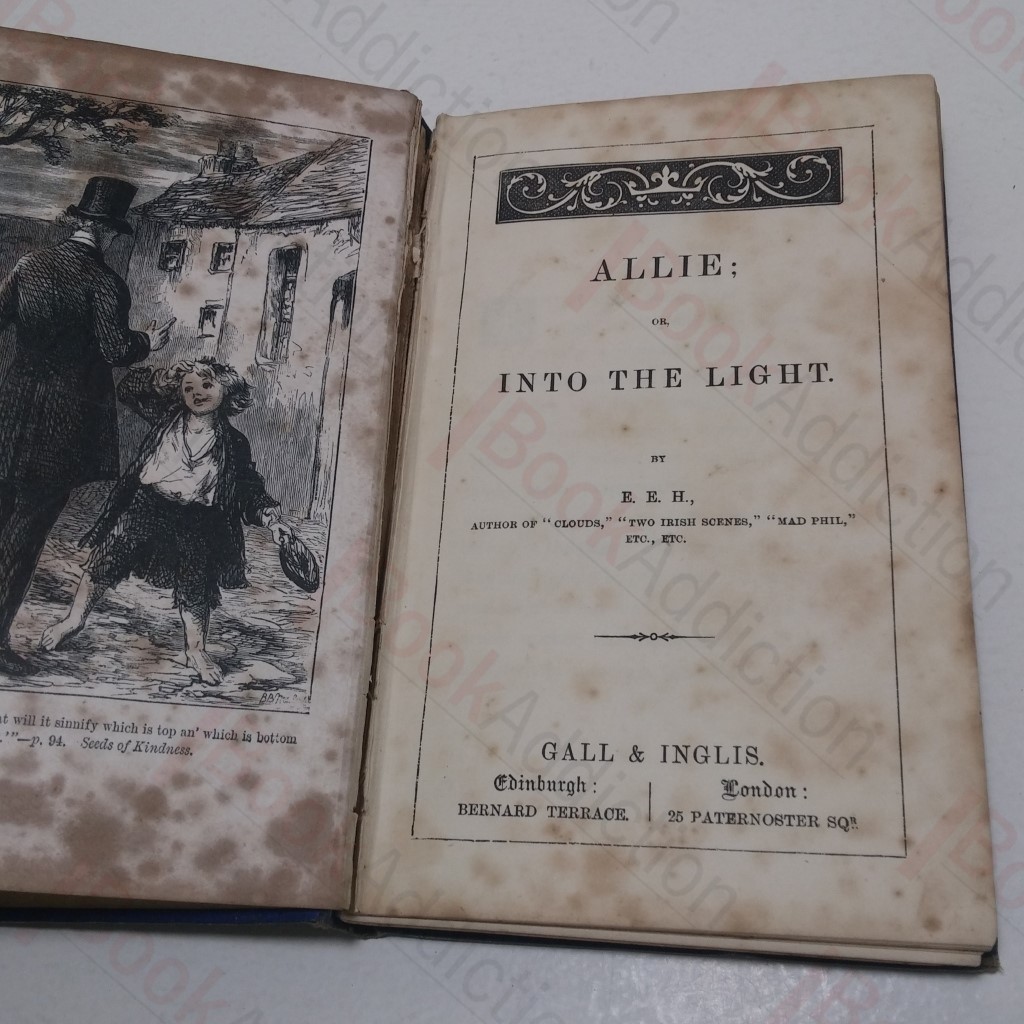 at will it sinnify which is top an' which is bottom
.'"—p. 94. Seeds of Kindness.
ALLIE;
OR,
INTO THE LIGHT.
BY
E. E. H.,
AUTHOR OF "CLOUDS," "TWO IRISH SCENES," "MAD PHIL,"
ETC., ETC.
GALL & INGLIS.
Edinburgh:
BERNARD TERRACE.
London:
25 PATERNOSTER SQR.
BookAddiction